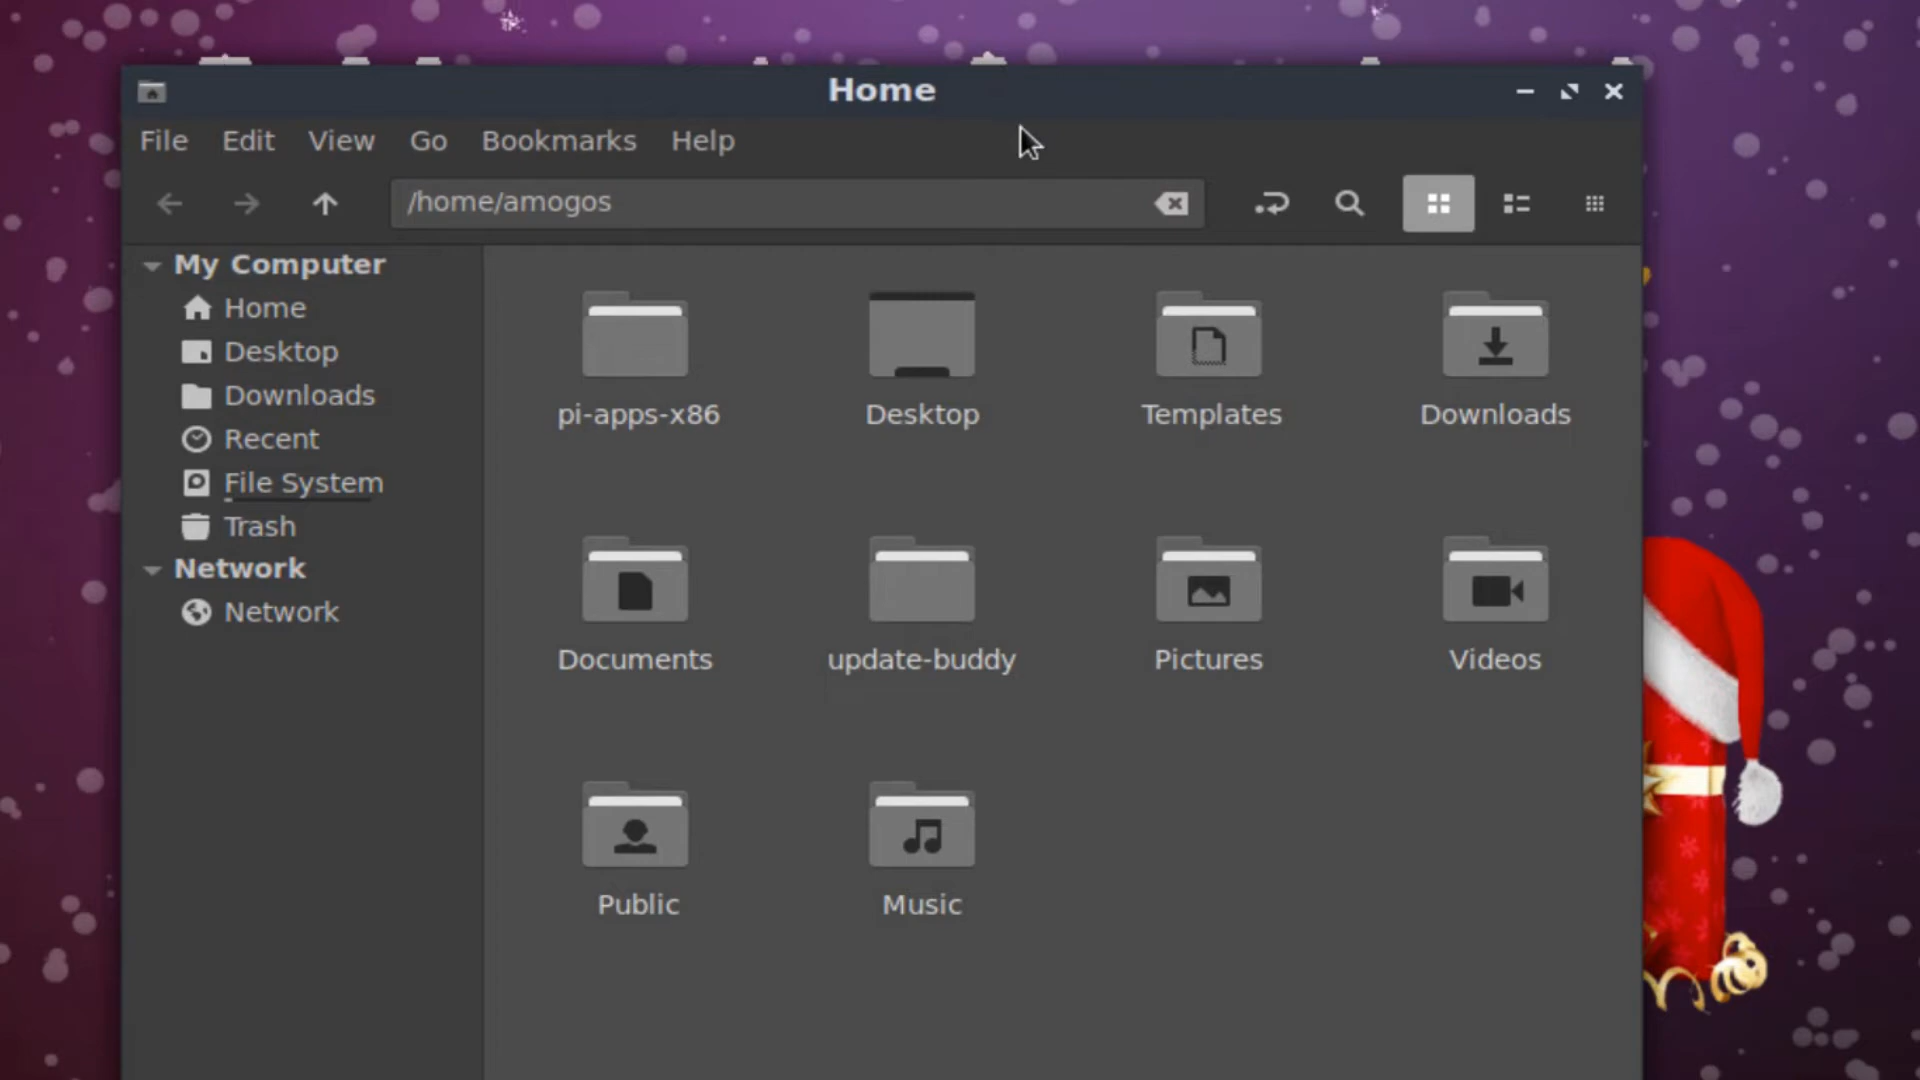 Home
File Edit View Go Bookmarks Help
/home/amogos
My Computer
Home
Desktop
Downloads
Recent
File System
Trash
Network
Network
pi-apps-x86 Desktop Templates Downloads
Documents update-buddy Pictures Videos
Public Music